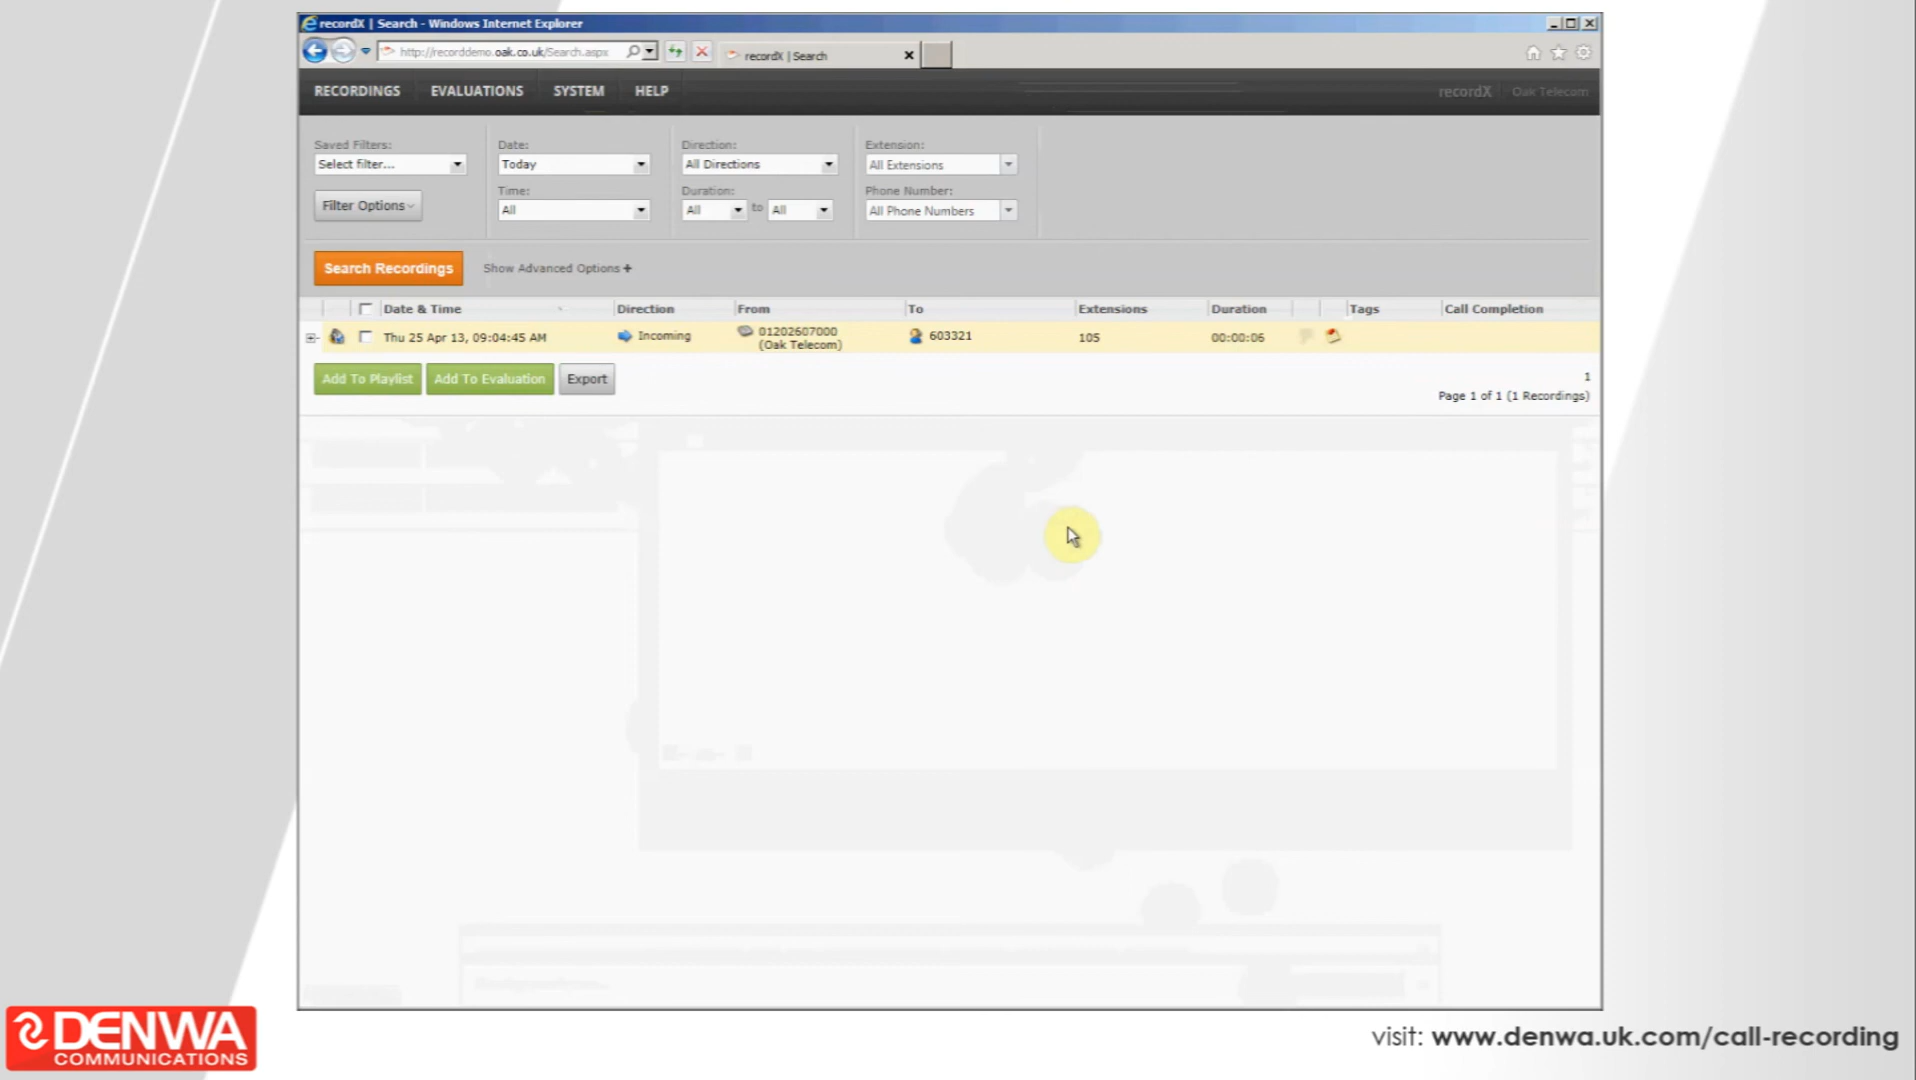 recordX | Search - Windows Internet Explorer
http://recorddemo.oak.co.uk/Search.aspx
recordX | Search
RECORDINGS EVALUATIONS SYSTEM HELP
recordX Oak Telecom
Saved Filters: Date: Direction: Extension:
Select filter... Today All Directions All Extensions
Time: Duration: Phone Number:
Filter Options All All to All All Phone Numbers
Search Recordings Show Advanced Options +
Date & Time Direction From To Extensions Duration Tags Call Completion
Thu 25 Apr 13, 09:04:45 AM Incoming 01202607000 603321 105 00:00:06
(Oak Telecom)
Add To Playlist Add To Evaluation Export
1
Page 1 of 1 (1 Recordings)
DENWA
COMMUNICATIONS
visit: www.denwa.uk.com/call-recording